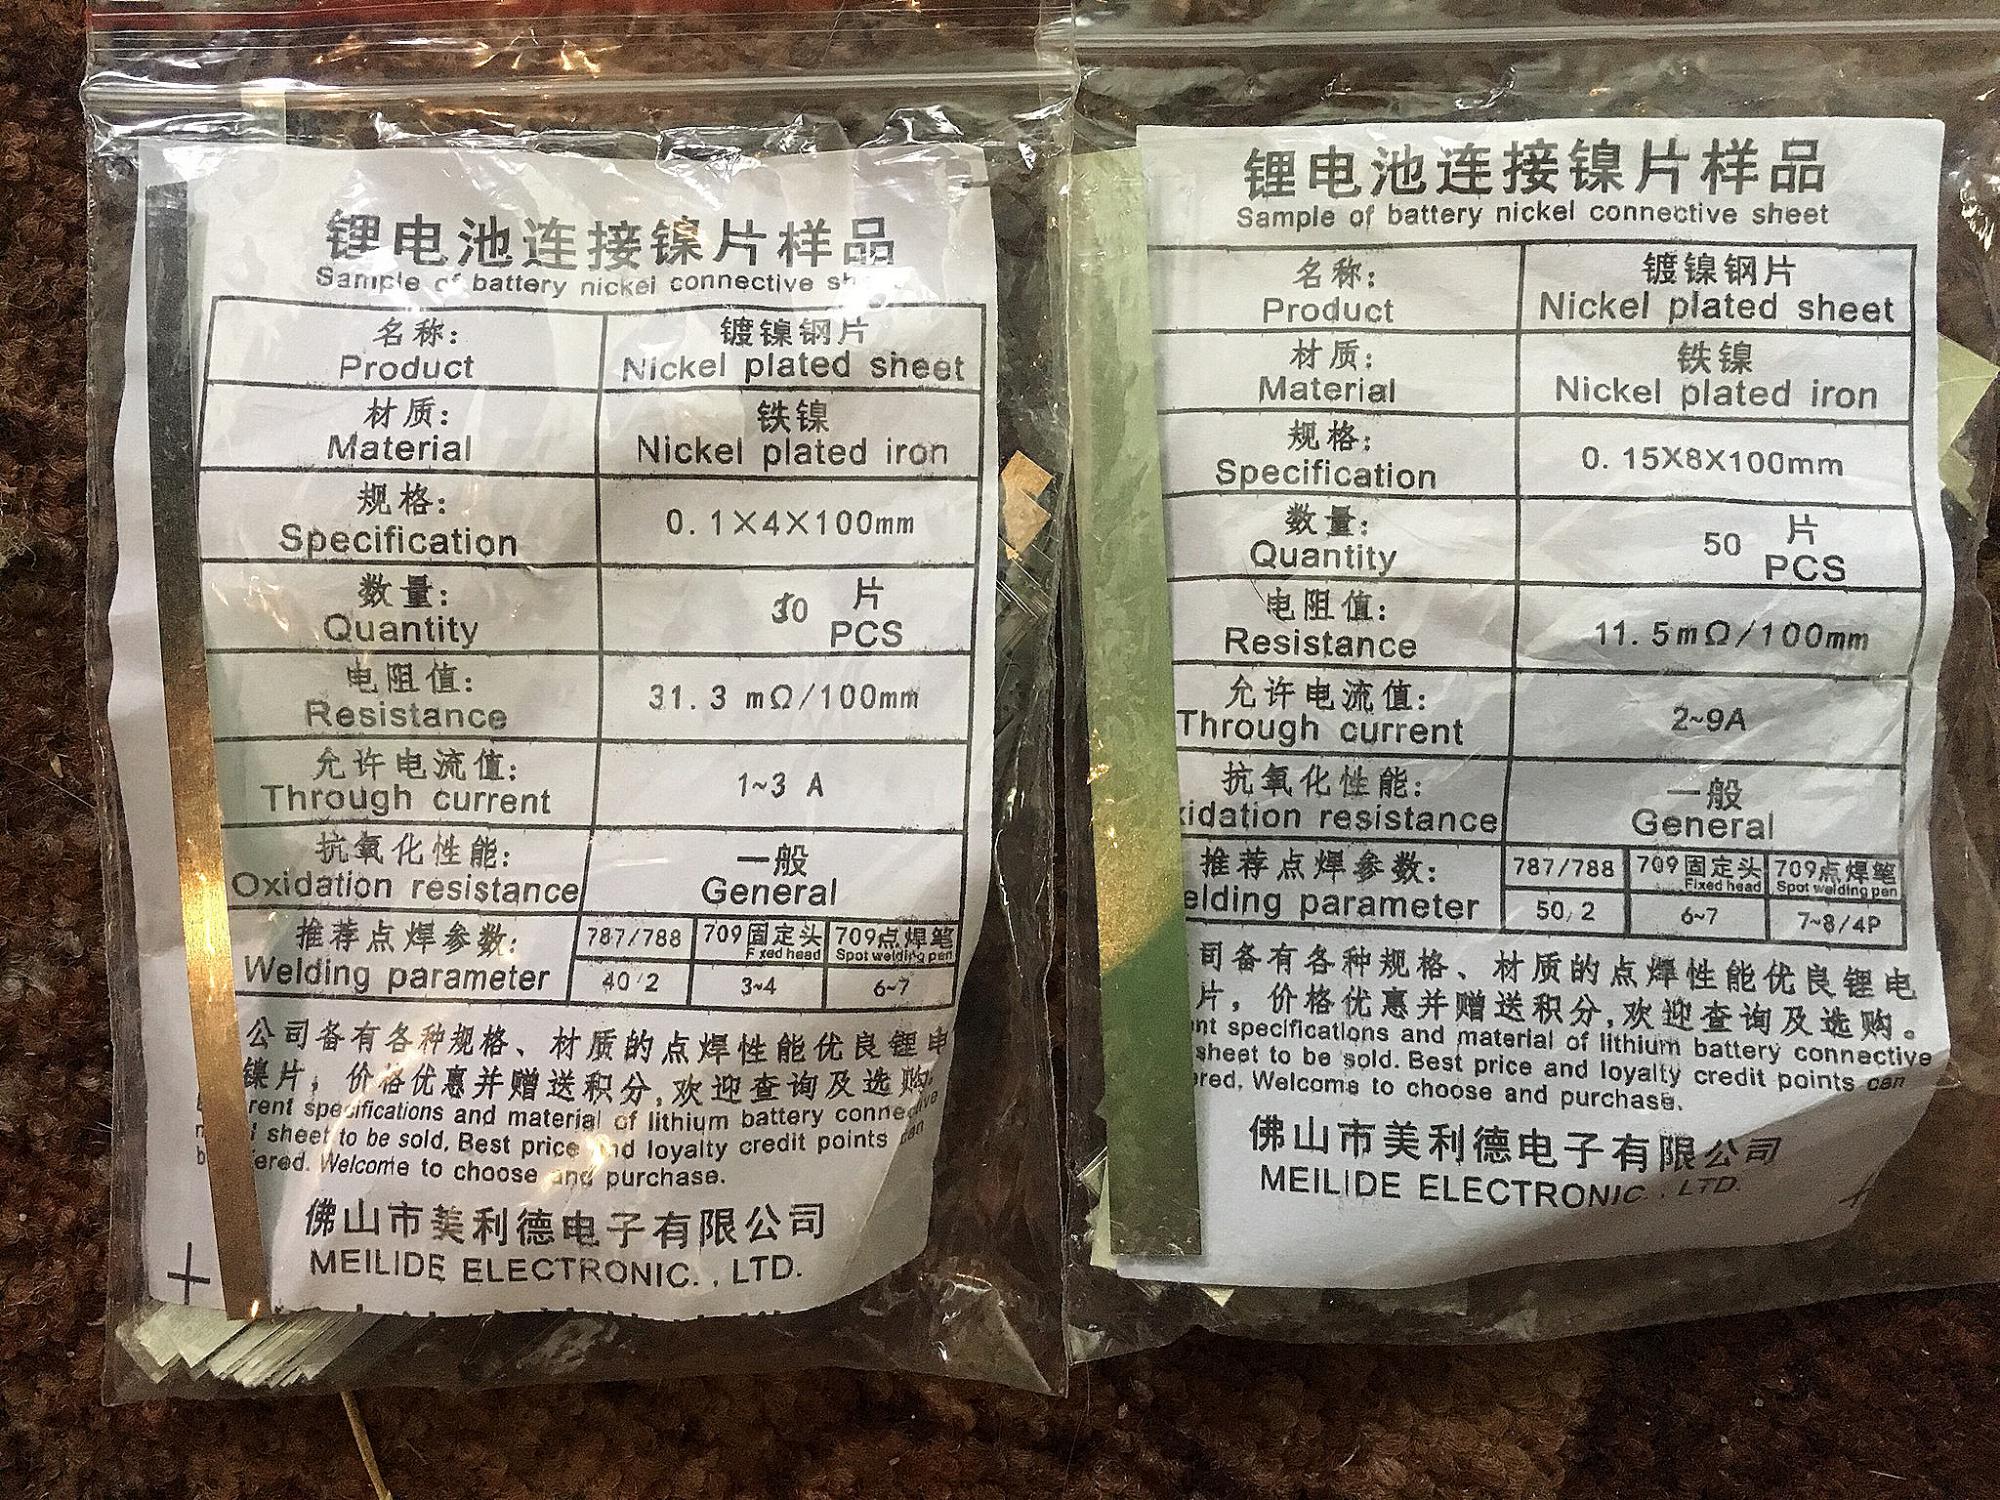 锂电池连接镍片样品
Sample of battery nickel connective sh
名称: 镀镍钢片
Product Nickel plated sheet
材质: 铁镍
Material Nickel plated iron
规格:
Specification 0.1X4X100mm
数量: 片
Quantity 30 PCS
电阻值:
Resistance 31.3 mΩ/100mm
允许电流值:
Through current 1~3 A
抗氧化性能: 一般
Oxidation resistance General
推荐点焊参数: 787/788 709固定头 709点焊笔
Fixed head Spot welding pen
Welding parameter 40/2 3~4 6~7
公司备有各种规格、材质的点焊性能优良锂电
镍片，价格优惠并赠送积分,欢迎查询及选购。
rent specifications and material of lithium battery connective
sheet to be sold. Best price and loyalty credit points can
ered. Welcome to choose and purchase.
佛山市美利德电子有限公司
MEILIDE ELECTRONIC. , LTD.
锂电池连接镍片样品
Sample of battery nickel connective sheet
名称: 镀镍钢片
Product Nickel plated sheet
材质: 铁镍
Material Nickel plated iron
规格:
Specification 0.15X8X100mm
数量: 片
Quantity 50 PCS
电阻值:
Resistance 11.5mΩ/100mm
允许电流值:
Through current 2~9A
抗氧化性能: 一般
xidation resistance General
推荐点焊参数: 787/788 709固定头 709点焊笔
Fixed head Spot welding pen
elding parameter 50/2 6~7 7~8/4P
司备有各种规格、材质的点焊性能优良锂电
片，价格优惠并赠送积分,欢迎查询及选购。
nt specifications and material of lithium battery connective
sheet to be sold. Best price and loyalty credit points can
ered. Welcome to choose and purchase.
佛山市美利德电子有限公司
MEILIDE ELECTRONIC. , LTD.